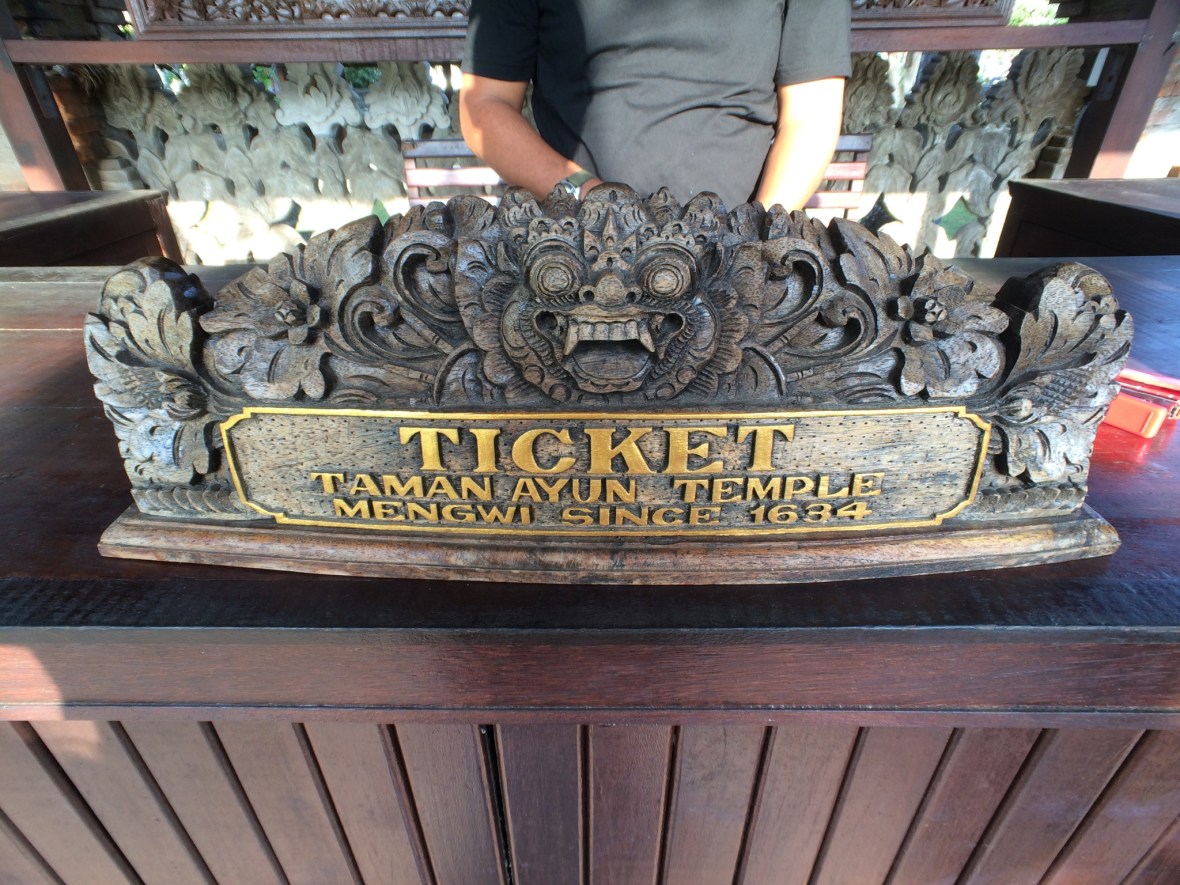 TICKET
TAMAN AYUN TEMPLE
MENGWI SINCE 1634